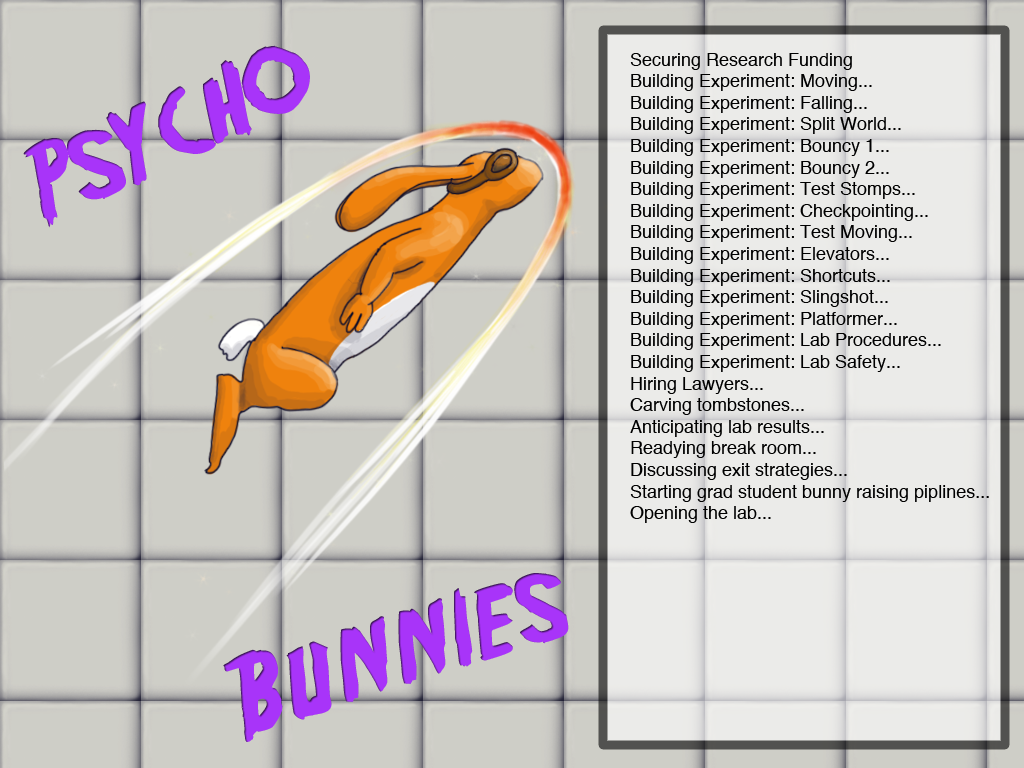 PSYCHO
BUNNIES
Securing Research Funding
Building Experiment: Moving...
Building Experiment: Falling...
Building Experiment: Split World...
Building Experiment: Bouncy 1...
Building Experiment: Bouncy 2...
Building Experiment: Test Stomps...
Building Experiment: Checkpointing...
Building Experiment: Test Moving...
Building Experiment: Elevators...
Building Experiment: Shortcuts...
Building Experiment: Slingshot...
Building Experiment: Platformer...
Building Experiment: Lab Procedures...
Building Experiment: Lab Safety...
Hiring Lawyers...
Carving tombstones...
Anticipating lab results...
Readying break room...
Discussing exit strategies...
Starting grad student bunny raising piplines...
Opening the lab...